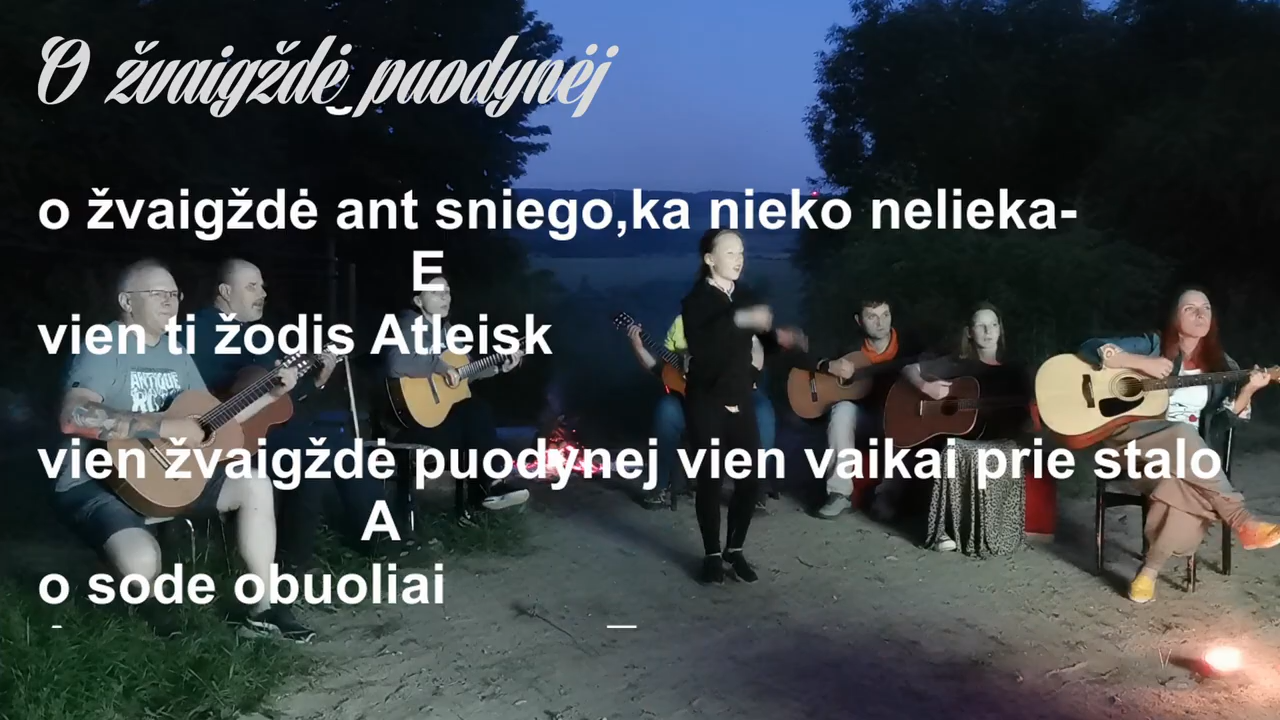 O žvaigždė puodynėj
o žvaigždė ant sniego,ka nieko nelieka-
E
vien ti žodis Atleisk
ANTIQUE
vien žvaigždė puodynej vien vaikai prie stalo
A
o sode obuoliai